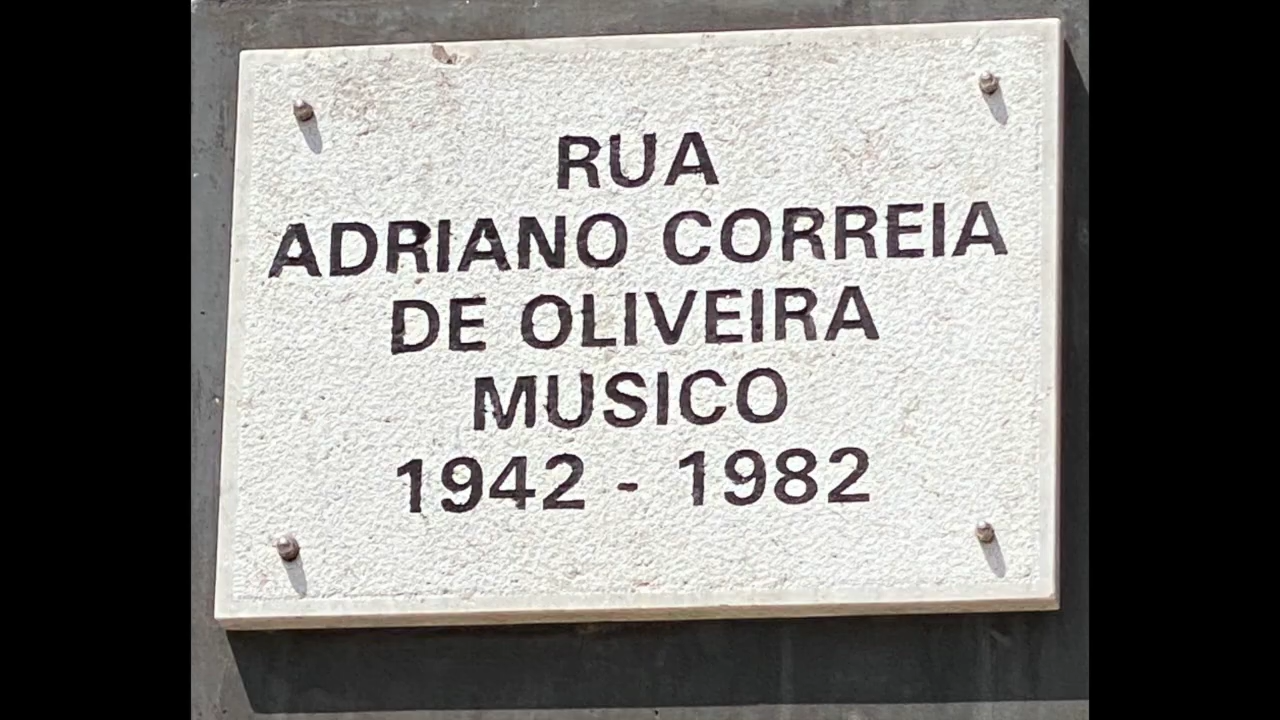 RUA
ADRIANO CORREIA
DE OLIVEIRA
MUSICO
1942 - 1982